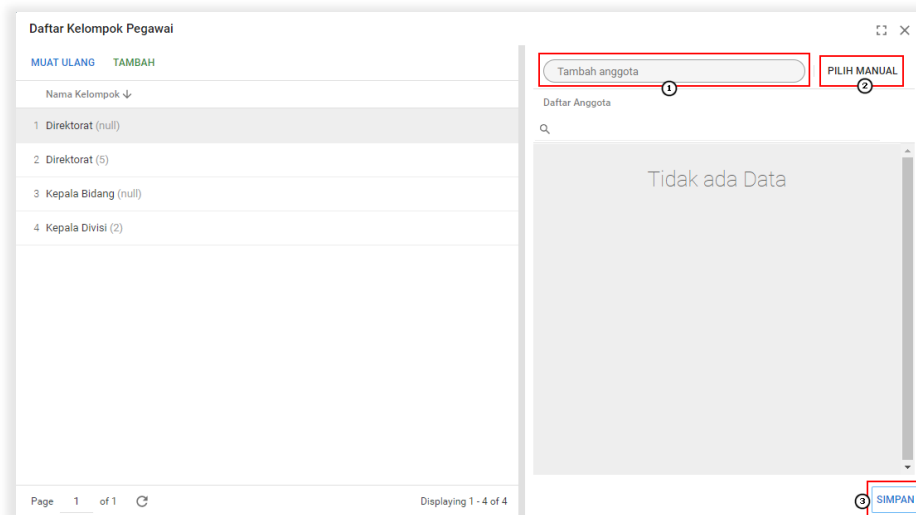 Daftar Kelompok Pegawai
MUAT ULANG TAMBAH
Nama Kelompok
1 Direktorat (null)
2 Direktorat (5)
3 Kepala Bidang (null)
4 Kepala Divisi (2)
Page 1 of 1
Displaying 1 - 4 of 4
Tambah anggota
1
PILIH MANUAL
2
Daftar Anggota
Tidak ada Data
3
SIMPAN